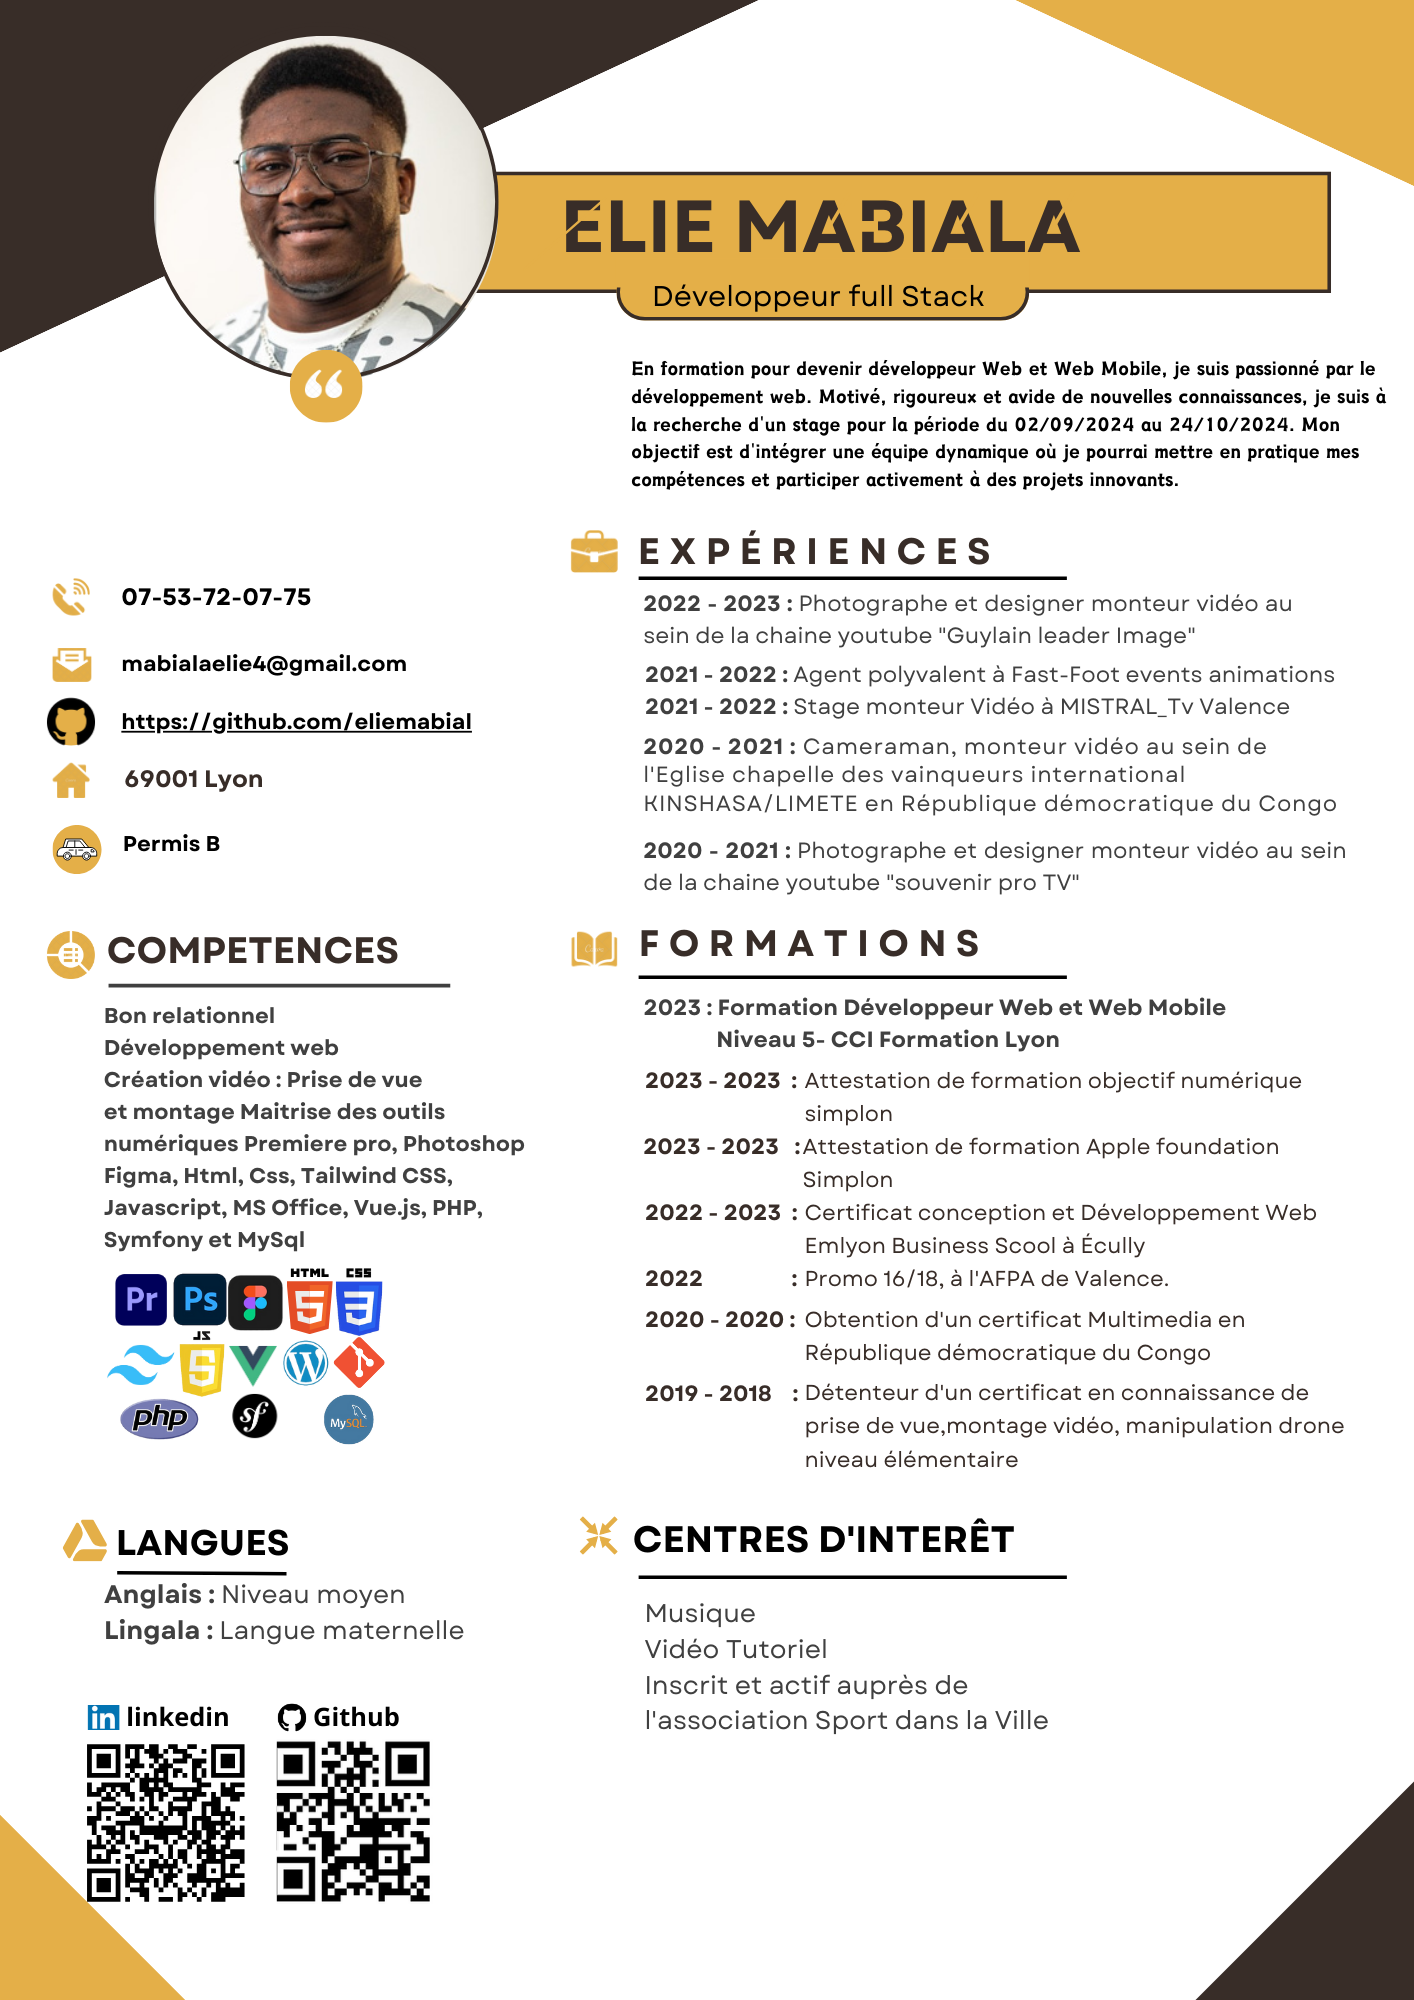 ELIE MABIALA
Développeur full Stack
En formation pour devenir développeur Web et Web Mobile, je suis passionné par le
développement web. Motivé, rigoureux et avide de nouvelles connaissances, je suis à
la recherche d'un stage pour la période du 02/09/2024 au 24/10/2024. Mon
objectif est d'intégrer une équipe dynamique où je pourrai mettre en pratique mes
compétences et participer activement à des projets innovants.
07-53-72-07-75
mabialaelie4@gmail.com
https://github.com/eliemabial
69001 Lyon
Permis B
COMPETENCES
Bon relationnel
Développement web
Création vidéo : Prise de vue
et montage Maitrise des outils
numériques Premiere pro, Photoshop
Figma, Html, Css, Tailwind CSS,
Javascript, MS Office, Vue.js, PHP,
Symfony et MySql
Pr Ps HTML 5 CSS 3
JS 5 W
php sf MySQL
LANGUES
Anglais : Niveau moyen
Lingala : Langue maternelle
in linkedin
Github
EXPÉRIENCES
2022 - 2023 : Photographe et designer monteur vidéo au
sein de la chaine youtube "Guylain leader Image"
2021 - 2022 : Agent polyvalent à Fast-Foot events animations
2021 - 2022 : Stage monteur Vidéo à MISTRAL_Tv Valence
2020 - 2021 : Cameraman, monteur vidéo au sein de
l'Eglise chapelle des vainqueurs international
KINSHASA/LIMETE en République démocratique du Congo
2020 - 2021 : Photographe et designer monteur vidéo au sein
de la chaine youtube "souvenir pro TV"
FORMATIONS
2023 : Formation Développeur Web et Web Mobile
Niveau 5- CCI Formation Lyon
2023 - 2023 : Attestation de formation objectif numérique
simplon
2023 - 2023 :Attestation de formation Apple foundation
Simplon
2022 - 2023 : Certificat conception et Développement Web
Emlyon Business Scool à Écully
2022 : Promo 16/18, à l'AFPA de Valence.
2020 - 2020 : Obtention d'un certificat Multimedia en
République démocratique du Congo
2019 - 2018 : Détenteur d'un certificat en connaissance de
prise de vue,montage vidéo, manipulation drone
niveau élémentaire
CENTRES D'INTERÊT
Musique
Vidéo Tutoriel
Inscrit et actif auprès de
l'association Sport dans la Ville